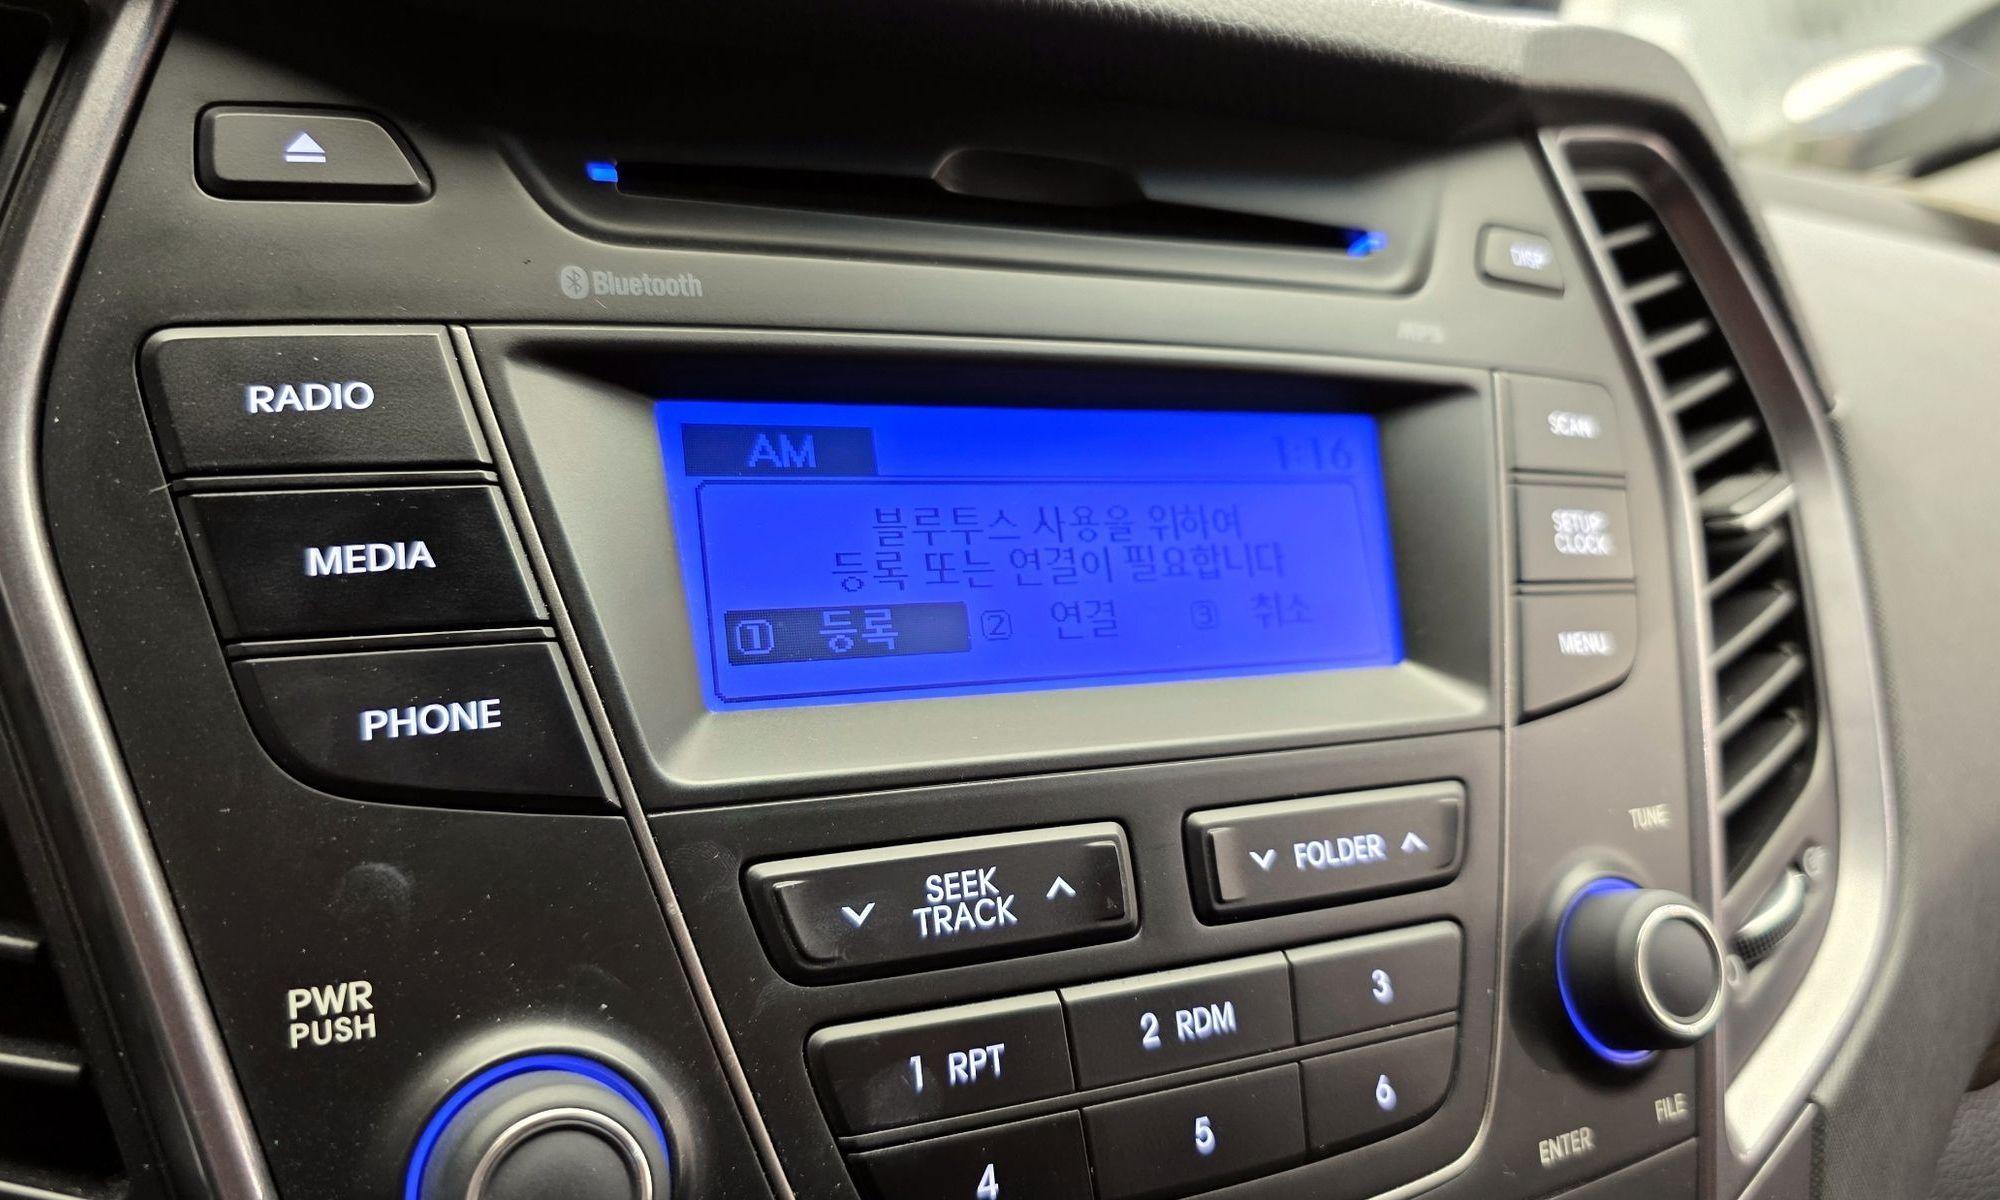 Bluetooth
DISP
MP3
RADIO
MEDIA
PHONE
AM 1:16
블루투스 사용을 위하여
등록 또는 연결이 필요합니다
1 등록 2 연결 3 취소
SCAN
SETUP
CLOCK
MENU
TUNE
SEEK
TRACK
FOLDER
PWR
PUSH
1 RPT
2 RDM
3
4
5
6
FILE
ENTER